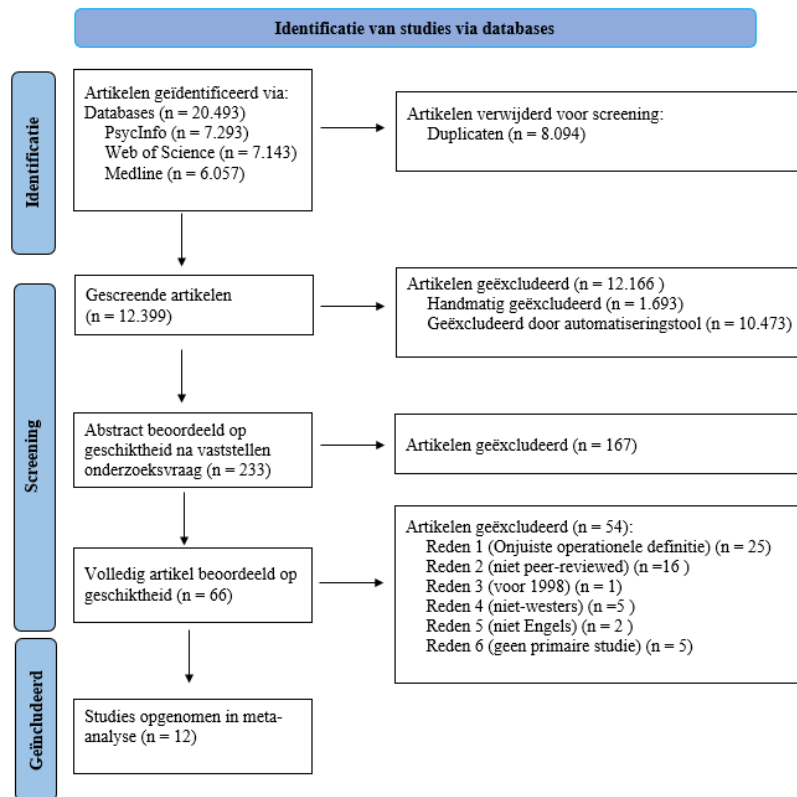 Identificatie van studies via databases
Identificatie
Artikelen geïdentificeerd via:
Databases (n = 20.493)
PsycInfo (n = 7.293)
Web of Science (n = 7.143)
Medline (n = 6.057)
Artikelen verwijderd voor screening:
Duplicaten (n = 8.094)
Screening
Gescreende artikelen
(n = 12.399)
Artikelen geëxcludeerd (n = 12.166 )
Handmatig geëxcludeerd (n = 1.693)
Geëxcludeerd door automatiseringstool (n = 10.473)
Abstract beoordeeld op
geschiktheid na vaststellen
onderzoeksvraag (n = 233)
Artikelen geëxcludeerd (n = 167)
Volledig artikel beoordeeld op
geschiktheid (n = 66)
Artikelen geëxcludeerd (n = 54):
Reden 1 (Onjuiste operationele definitie) (n = 25)
Reden 2 (niet peer-reviewed) (n =16 )
Reden 3 (voor 1998) (n = 1)
Reden 4 (niet-westers) (n =5 )
Reden 5 (niet Engels) (n = 2 )
Reden 6 (geen primaire studie) (n = 5)
Geïncludeerd
Studies opgenomen in meta-
analyse (n = 12)